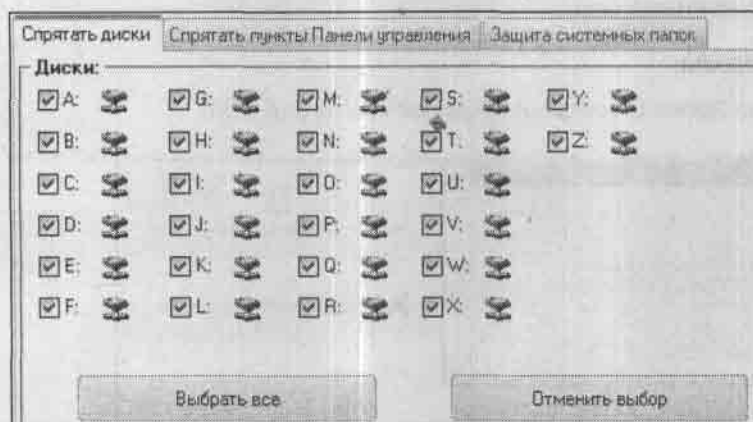 Спрятать диски Спрятать пункты Панели управления Защита системных папок
Диски:
A: G: M: S: Y:
B: H: N: T: Z:
C: I: O: U:
D: J: P: V:
E: K: Q: W:
F: L: R: X:
Выбрать все Отменить выбор